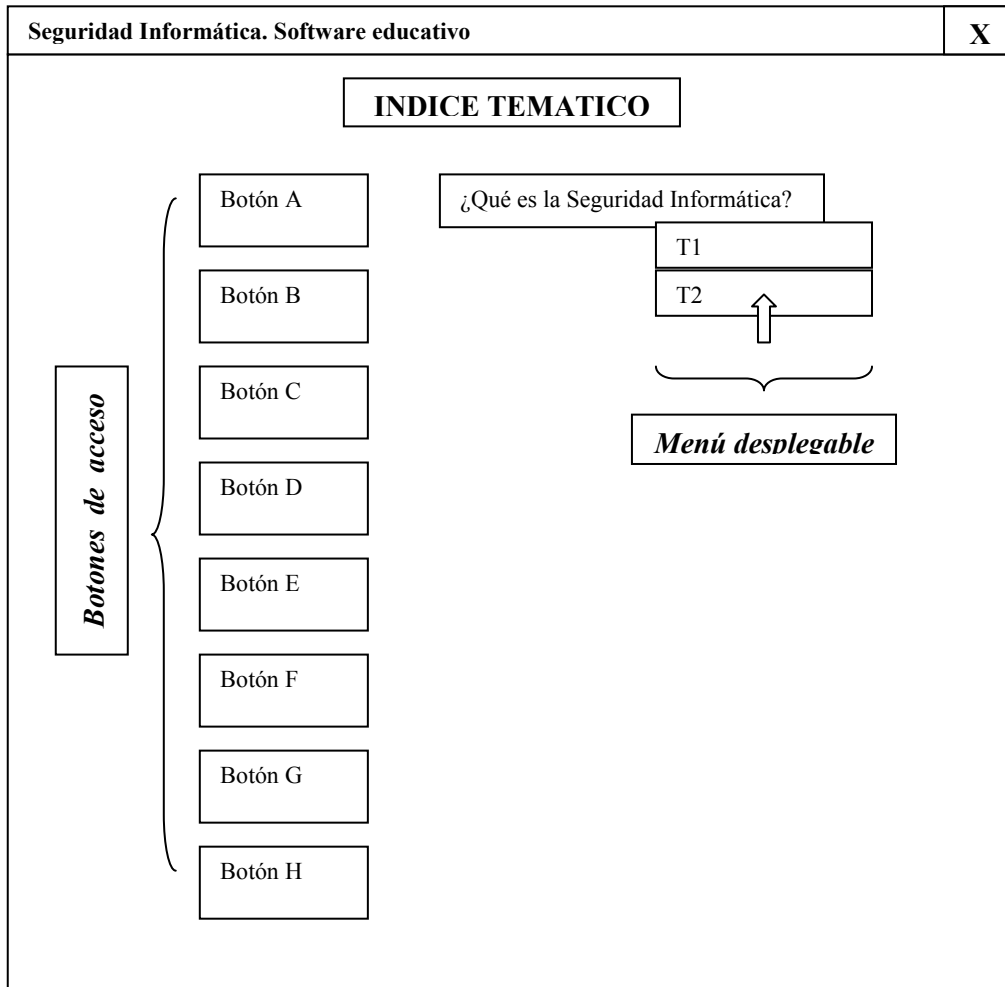 Seguridad Informática. Software educativo
X
INDICE TEMATICO
Botón A
¿Qué es la Seguridad Informática?
T1
Botón B
T2
Botón C
Botones de acceso
Menú desplegable
Botón D
Botón E
Botón F
Botón G
Botón H